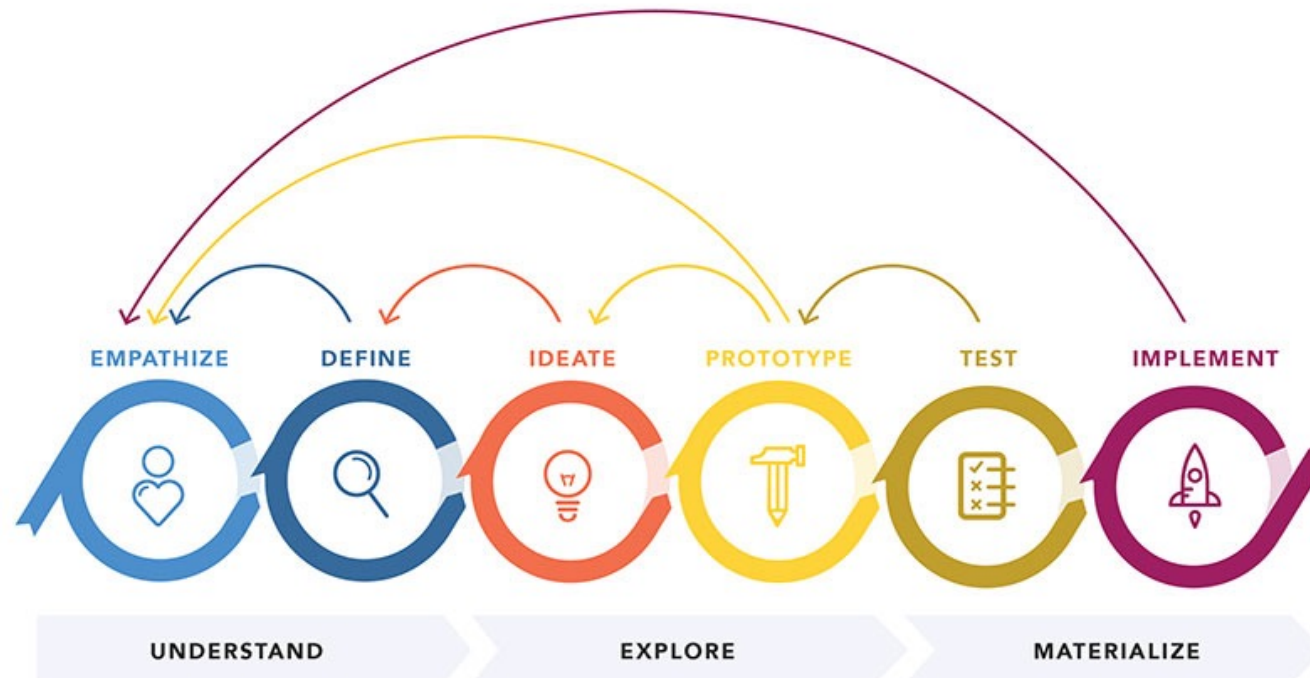 EMPATHIZE DEFINE IDEATE PROTOTYPE TEST IMPLEMENT
UNDERSTAND EXPLORE MATERIALIZE